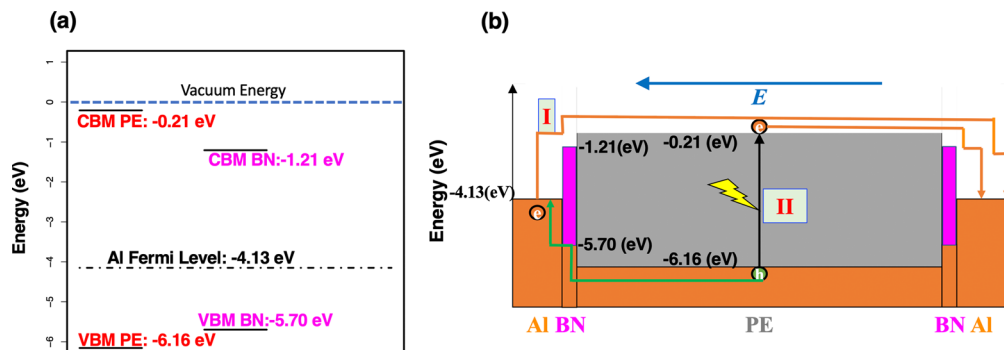 (a)
Energy (eV)
0
-1
-2
-3
-4
-5
-6
Vacuum Energy
CBM PE: -0.21 eV
CBM BN:-1.21 eV
Al Fermi Level: -4.13 eV
VBM BN:-5.70 eV
VBM PE: -6.16 eV
(b)
Energy (eV)
E
I
e
-1.21(eV)
-0.21 (eV)
-4.13(eV)
e
II
-5.70 (eV)
-6.16 (eV)
h
Al BN PE BN Al